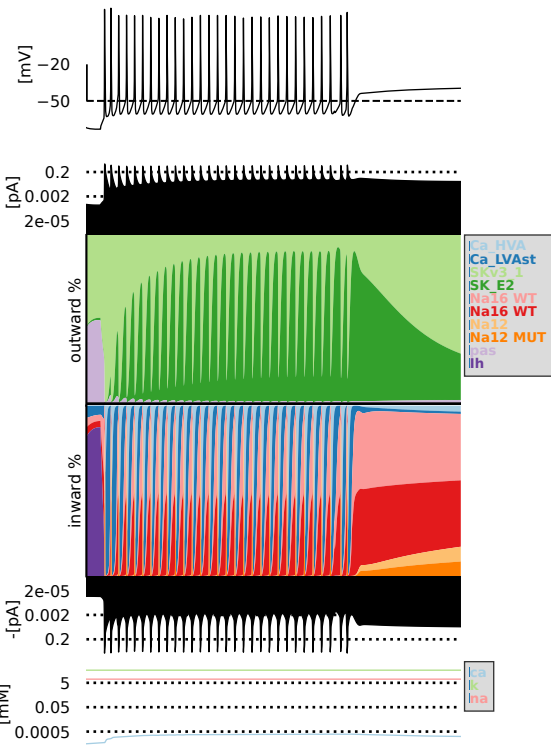 [mV]
−20
−50
[pA]
0.2
0.002
2e-05
outward %
Ca_HVA
Ca_LVAst
SKv3_1
SK_E2
Na16 WT
Na16 WT
Na12
Na12 MUT
pas
Ih
inward %
-[pA]
2e-05
0.002
0.2
[mM]
5
0.05
0.0005
ca
k
na